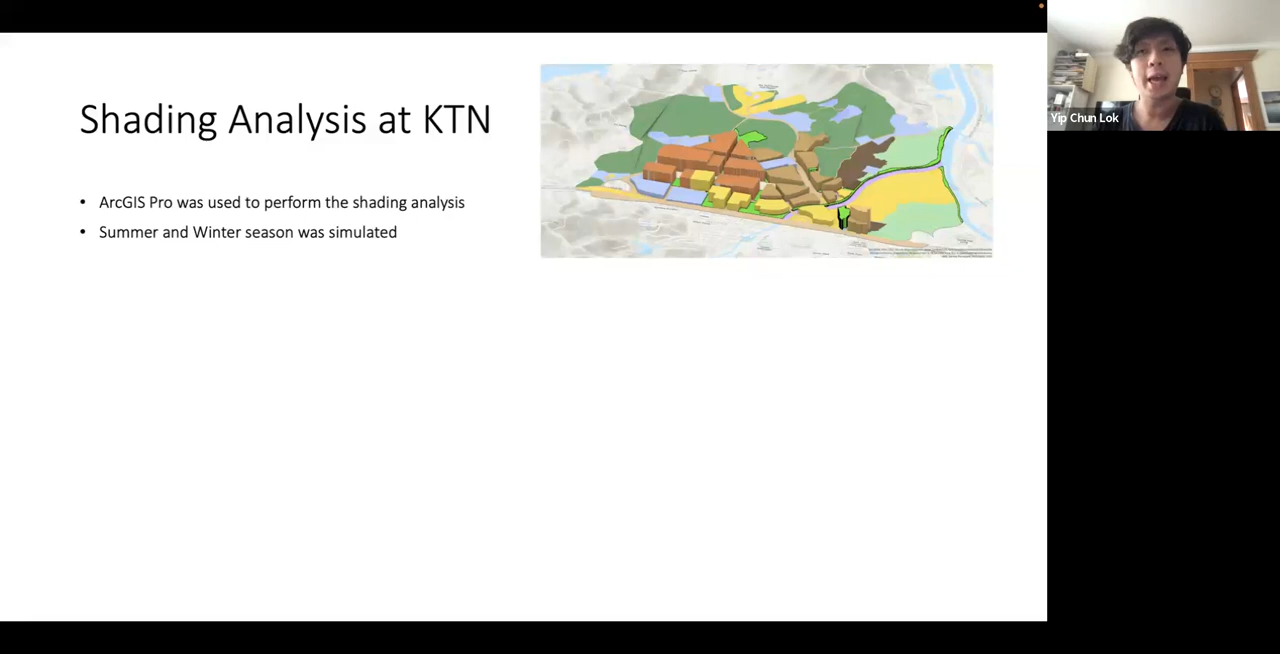 Shading Analysis at KTN
• ArcGIS Pro was used to perform the shading analysis
• Summer and Winter season was simulated
Yip Chun Lok